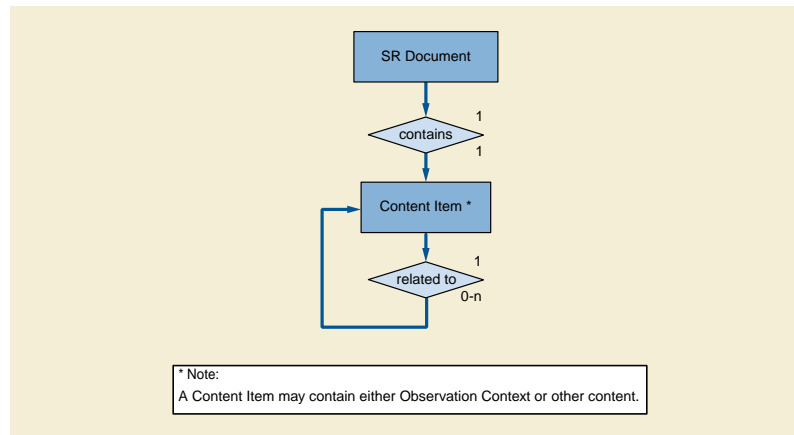 SR Document
1
contains
1
Content Item *
1
related to
0-n
* Note:
A Content Item may contain either Observation Context or other content.